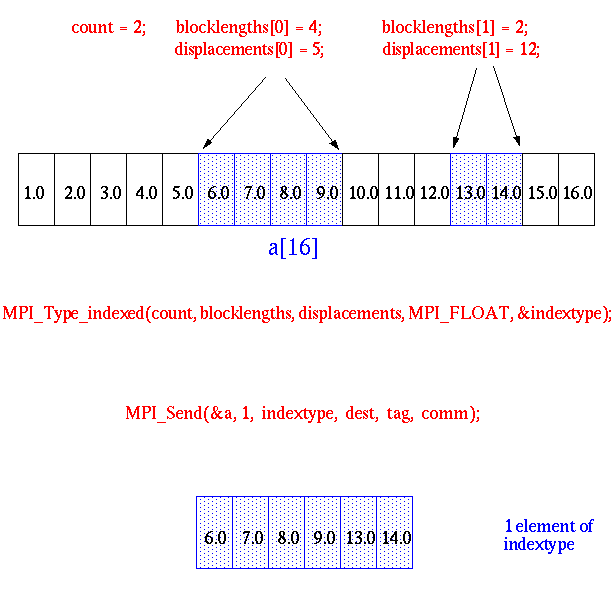 count = 2; blocklengths[0] = 4; blocklengths[1] = 2;
displacements[0] = 5; displacements[1] = 12;
1.0 2.0 3.0 4.0 5.0 6.0 7.0 8.0 9.0 10.0 11.0 12.0 13.0 14.0 15.0 16.0
a[16]
MPI_Type_indexed(count, blocklengths, displacements, MPI_FLOAT, &indextype);
MPI_Send(&a, 1, indextype, dest, tag, comm);
6.0 7.0 8.0 9.0 13.0 14.0
1 element of
indextype